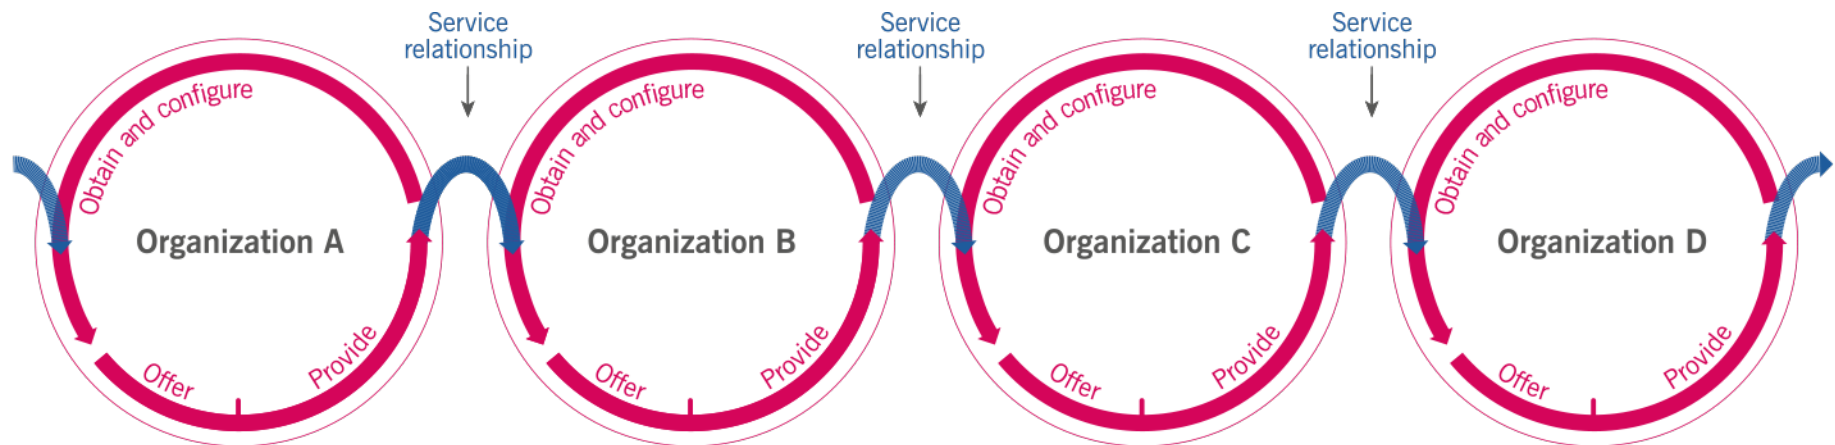 Service
relationship
Service
relationship
Service
relationship
Obtain and configure
Organization A
Offer
Provide
Obtain and configure
Organization B
Offer
Provide
Obtain and configure
Organization C
Offer
Provide
Obtain and configure
Organization D
Offer
Provide